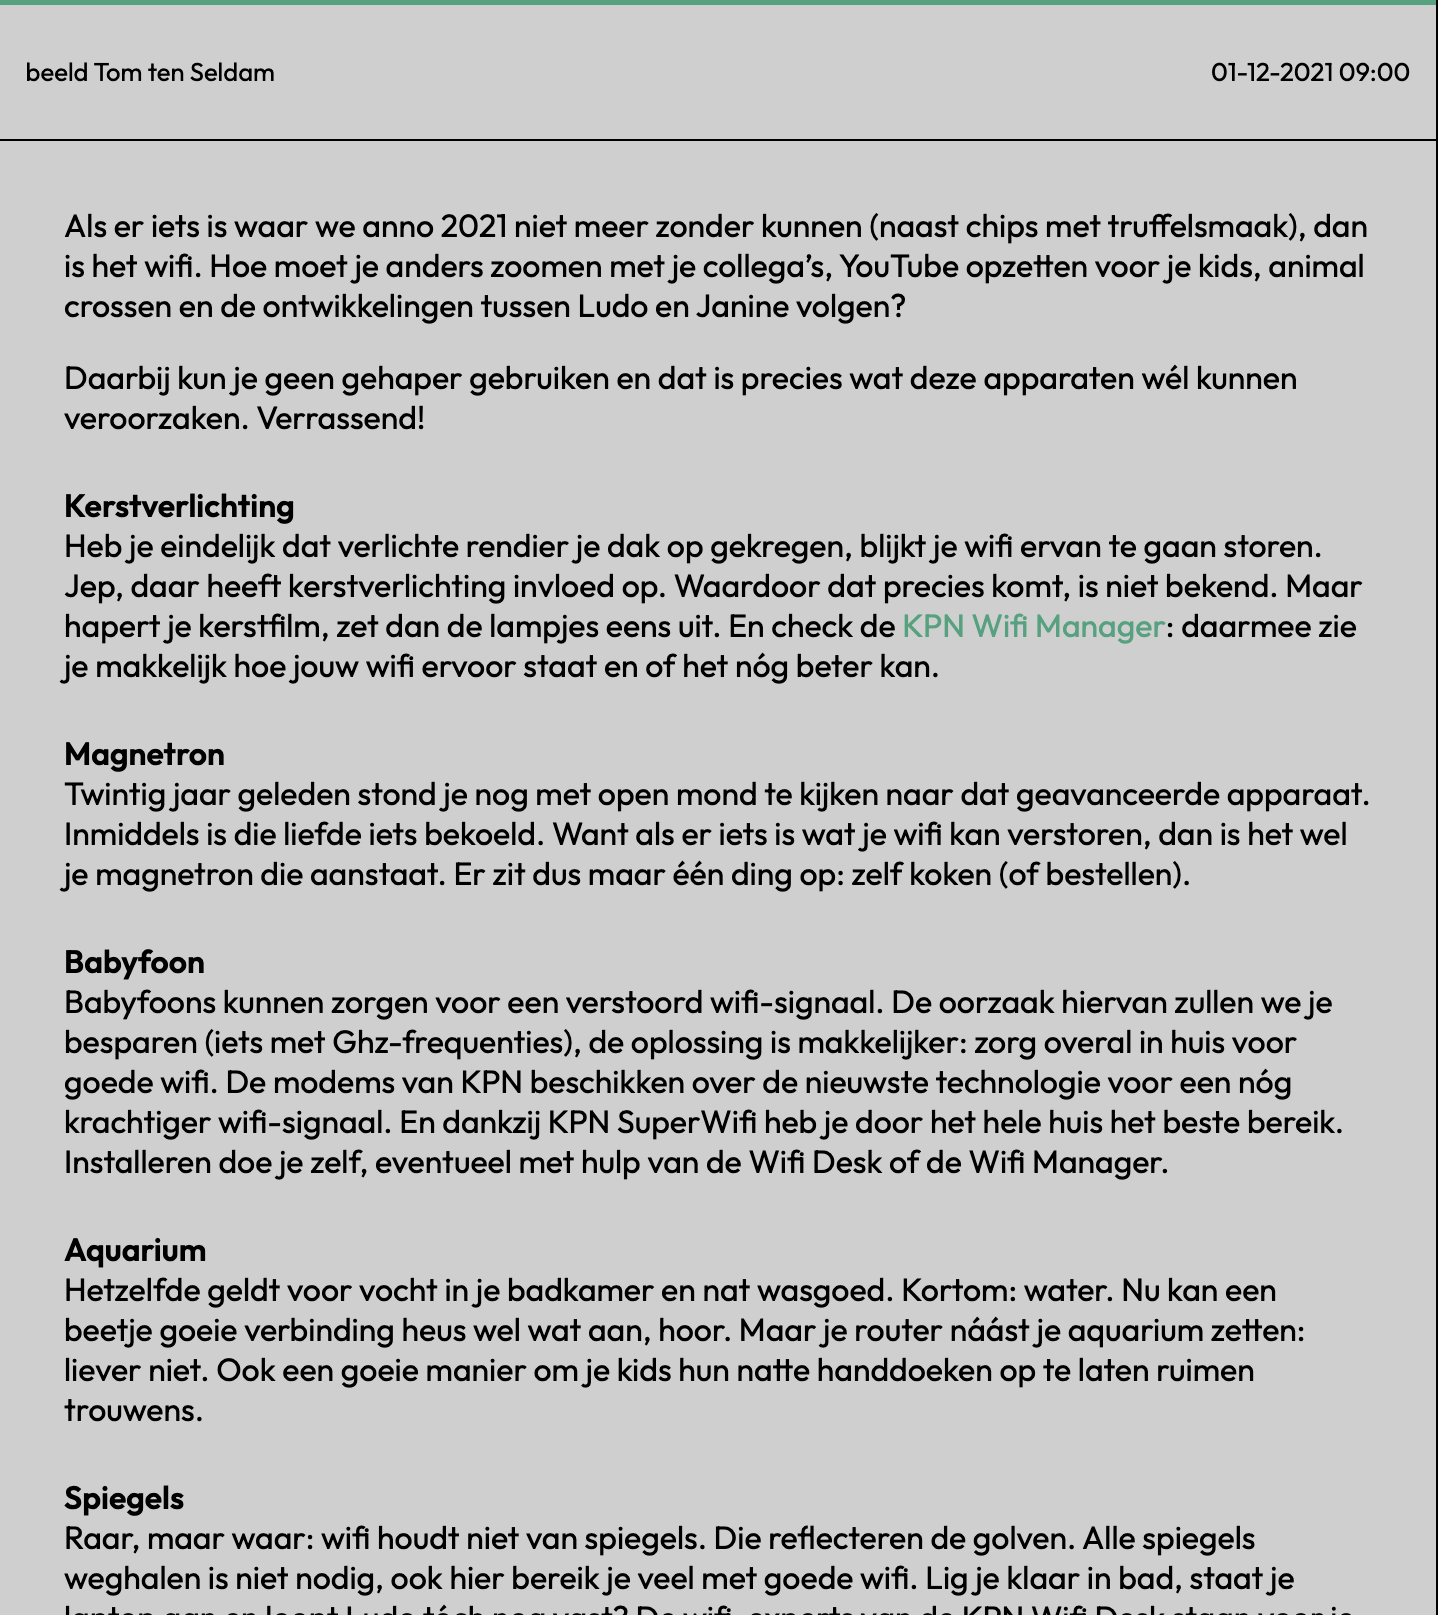 beeld Tom ten Seldam
01-12-2021 09:00
Als er iets is waar we anno 2021 niet meer zonder kunnen (naast chips met truffelsmaak), dan
is het wifi. Hoe moet je anders zoomen met je collega’s, YouTube opzetten voor je kids, animal
crossen en de ontwikkelingen tussen Ludo en Janine volgen?
Daarbij kun je geen gehaper gebruiken en dat is precies wat deze apparaten wél kunnen
veroorzaken. Verrassend!
Kerstverlichting
Heb je eindelijk dat verlichte rendier je dak op gekregen, blijkt je wifi ervan te gaan storen.
Jep, daar heeft kerstverlichting invloed op. Waardoor dat precies komt, is niet bekend. Maar
hapert je kerstfilm, zet dan de lampjes eens uit. En check de KPN Wifi Manager: daarmee zie
je makkelijk hoe jouw wifi ervoor staat en of het nóg beter kan.
Magnetron
Twintig jaar geleden stond je nog met open mond te kijken naar dat geavanceerde apparaat.
Inmiddels is die liefde iets bekoeld. Want als er iets is wat je wifi kan verstoren, dan is het wel
je magnetron die aanstaat. Er zit dus maar één ding op: zelf koken (of bestellen).
Babyfoon
Babyfoons kunnen zorgen voor een verstoord wifi-signaal. De oorzaak hiervan zullen we je
besparen (iets met Ghz-frequenties), de oplossing is makkelijker: zorg overal in huis voor
goede wifi. De modems van KPN beschikken over de nieuwste technologie voor een nóg
krachtiger wifi-signaal. En dankzij KPN SuperWifi heb je door het hele huis het beste bereik.
Installeren doe je zelf, eventueel met hulp van de Wifi Desk of de Wifi Manager.
Aquarium
Hetzelfde geldt voor vocht in je badkamer en nat wasgoed. Kortom: water. Nu kan een
beetje goeie verbinding heus wel wat aan, hoor. Maar je router náást je aquarium zetten:
liever niet. Ook een goeie manier om je kids hun natte handdoeken op te laten ruimen
trouwens.
Spiegels
Raar, maar waar: wifi houdt niet van spiegels. Die reflecteren de golven. Alle spiegels
weghalen is niet nodig, ook hier bereik je veel met goede wifi. Lig je klaar in bad, staat je